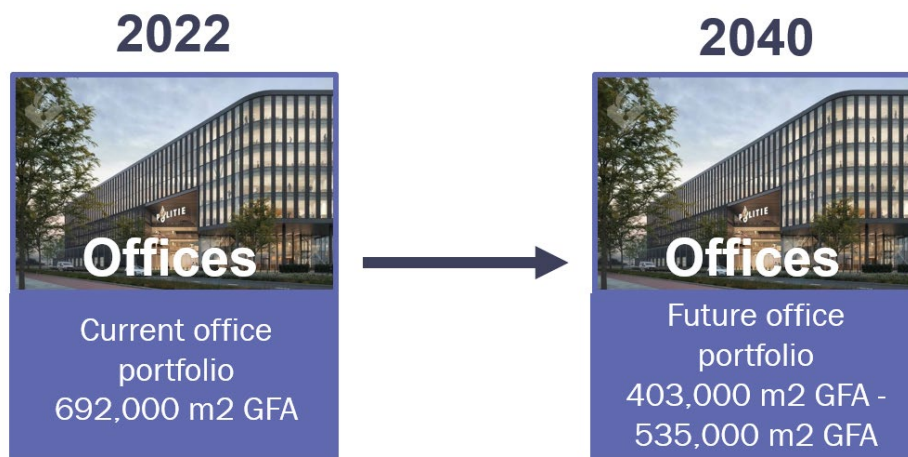 2022
2040
POLITIE
Offices
POLITIE
Offices
Current office
portfolio
692,000 m2 GFA
Future office
portfolio
403,000 m2 GFA -
535,000 m2 GFA